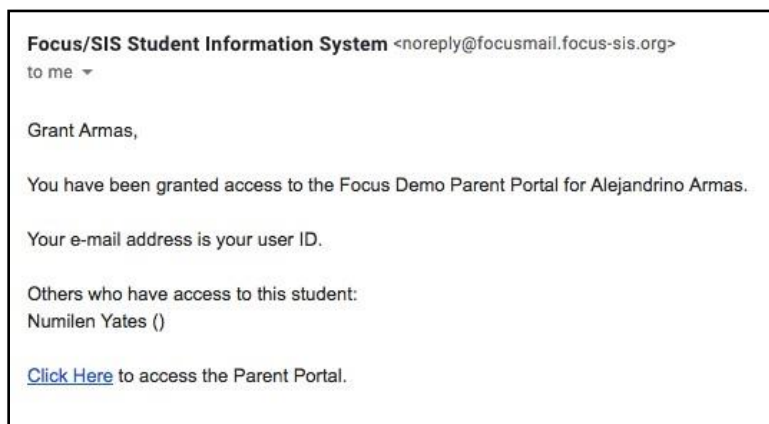 Focus/SIS Student Information System <noreply@focusmail.focus-sis.org>
to me
Grant Armas,
You have been granted access to the Focus Demo Parent Portal for Alejandrino Armas.
Your e-mail address is your user ID.
Others who have access to this student:
Numilen Yates ()
Click Here to access the Parent Portal.